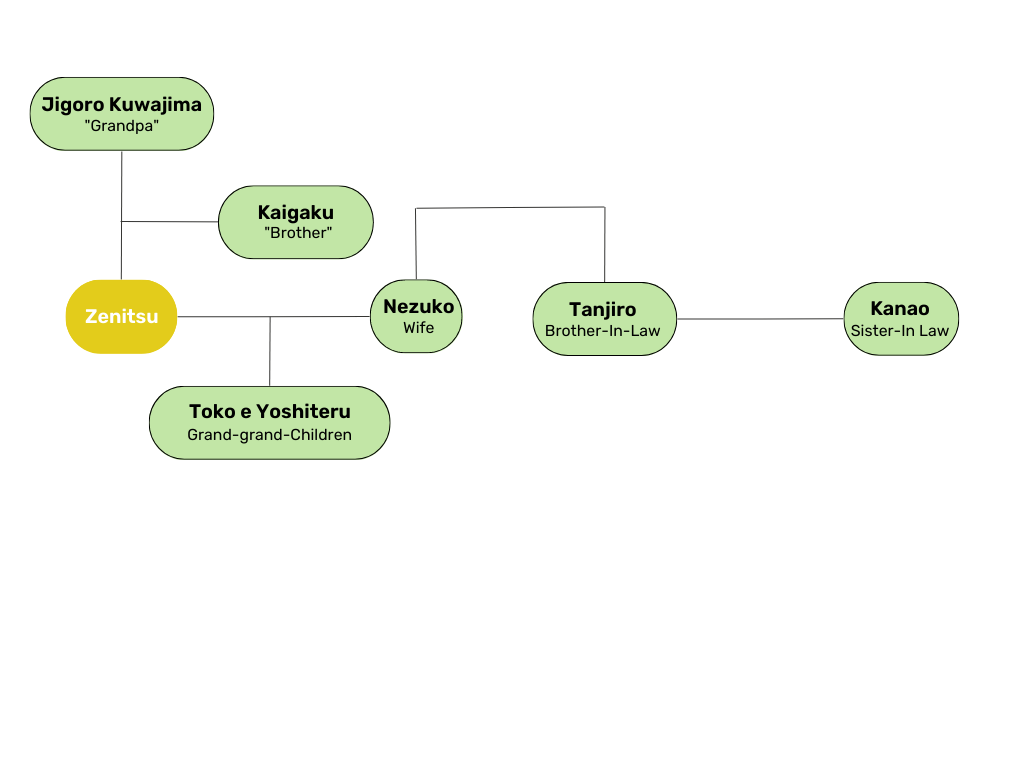 Jigoro Kuwajima
"Grandpa"
Kaigaku
"Brother"
Zenitsu
Nezuko
Wife
Tanjiro
Brother-In-Law
Kanao
Sister-In Law
Toko e Yoshiteru
Grand-grand-Children